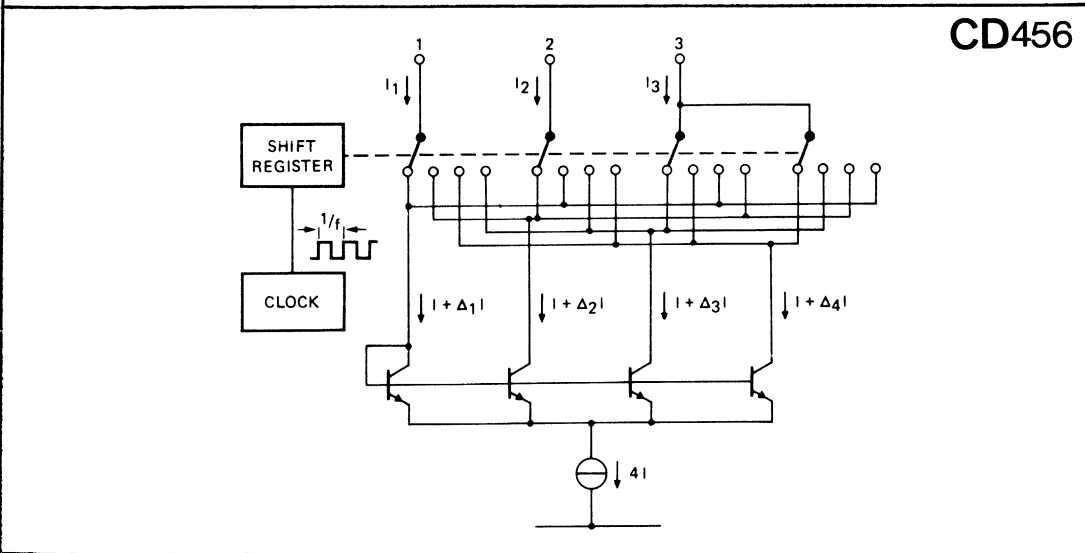 CD456
1 2 3
I1 I2 I3
SHIFT
REGISTER
1/f
CLOCK
I + Δ1I I + Δ2I I + Δ3I I + Δ4I
4I